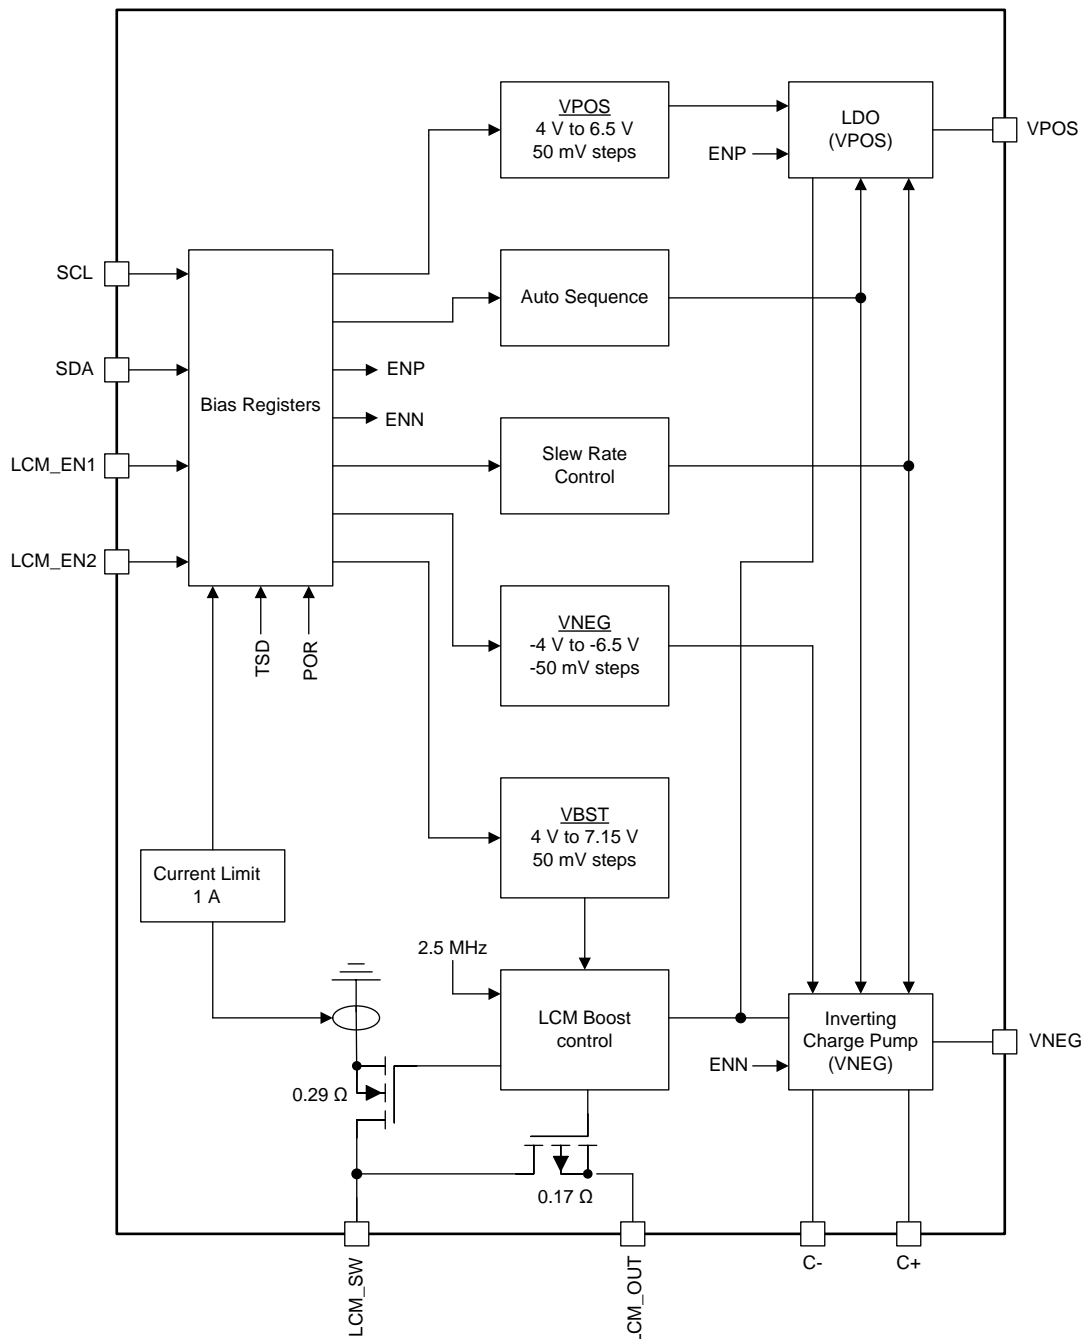 VPOS
4 V to 6.5 V
50 mV steps
LDO
(VPOS)
VPOS
ENP
SCL
Auto Sequence
SDA
ENP
Bias Registers
ENN
LCM_EN1
Slew Rate
Control
LCM_EN2
VNEG
-4 V to -6.5 V
-50 mV steps
TSD
POR
VBST
4 V to 7.15 V
50 mV steps
Current Limit
1 A
2.5 MHz
LCM Boost
control
Inverting
Charge Pump
(VNEG)
VNEG
ENN
0.29 Ω
0.17 Ω
LCM_SW
LCM_OUT
C-
C+